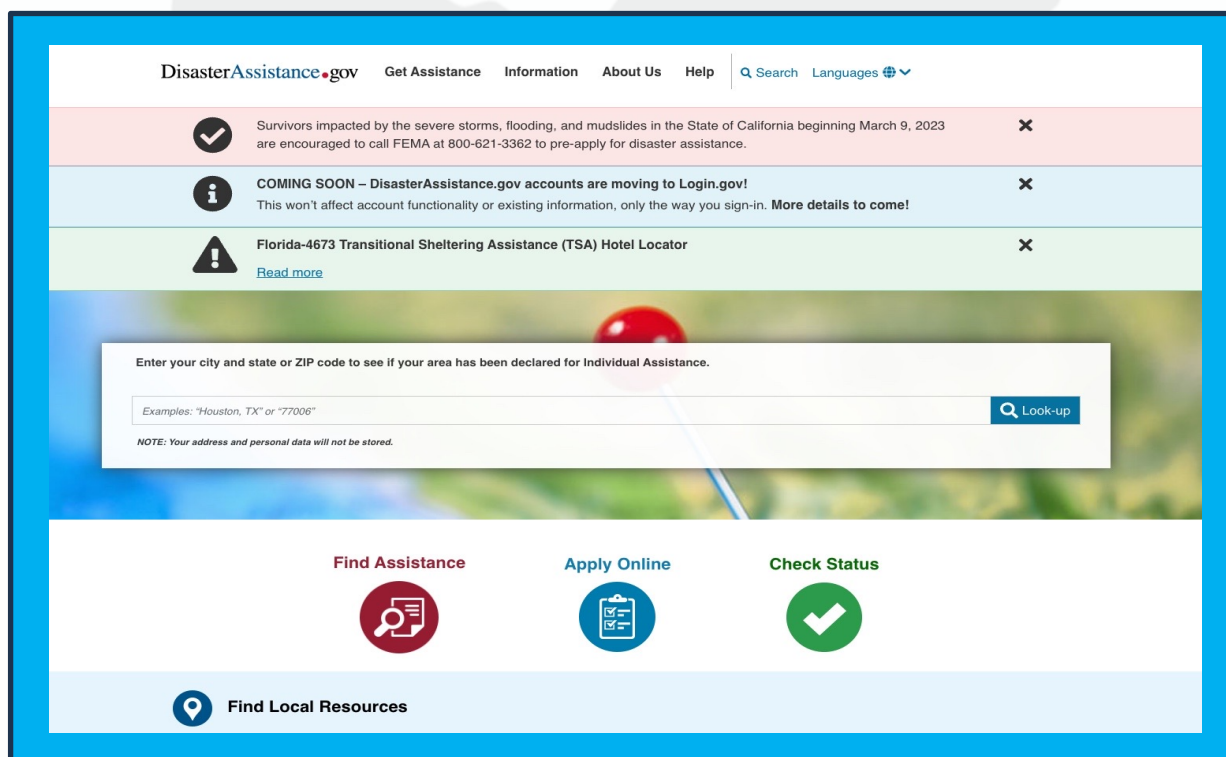 DisasterAssistance.gov Get Assistance Information About Us Help Search Languages
Survivors impacted by the severe storms, flooding, and mudslides in the State of California beginning March 9, 2023
are encouraged to call FEMA at 800-621-3362 to pre-apply for disaster assistance.
COMING SOON – DisasterAssistance.gov accounts are moving to Login.gov!
This won't affect account functionality or existing information, only the way you sign-in. More details to come!
Florida-4673 Transitional Sheltering Assistance (TSA) Hotel Locator
Read more
Enter your city and state or ZIP code to see if your area has been declared for Individual Assistance.
Examples: "Houston, TX" or "77006" Look-up
NOTE: Your address and personal data will not be stored.
Find Assistance Apply Online Check Status
Find Local Resources